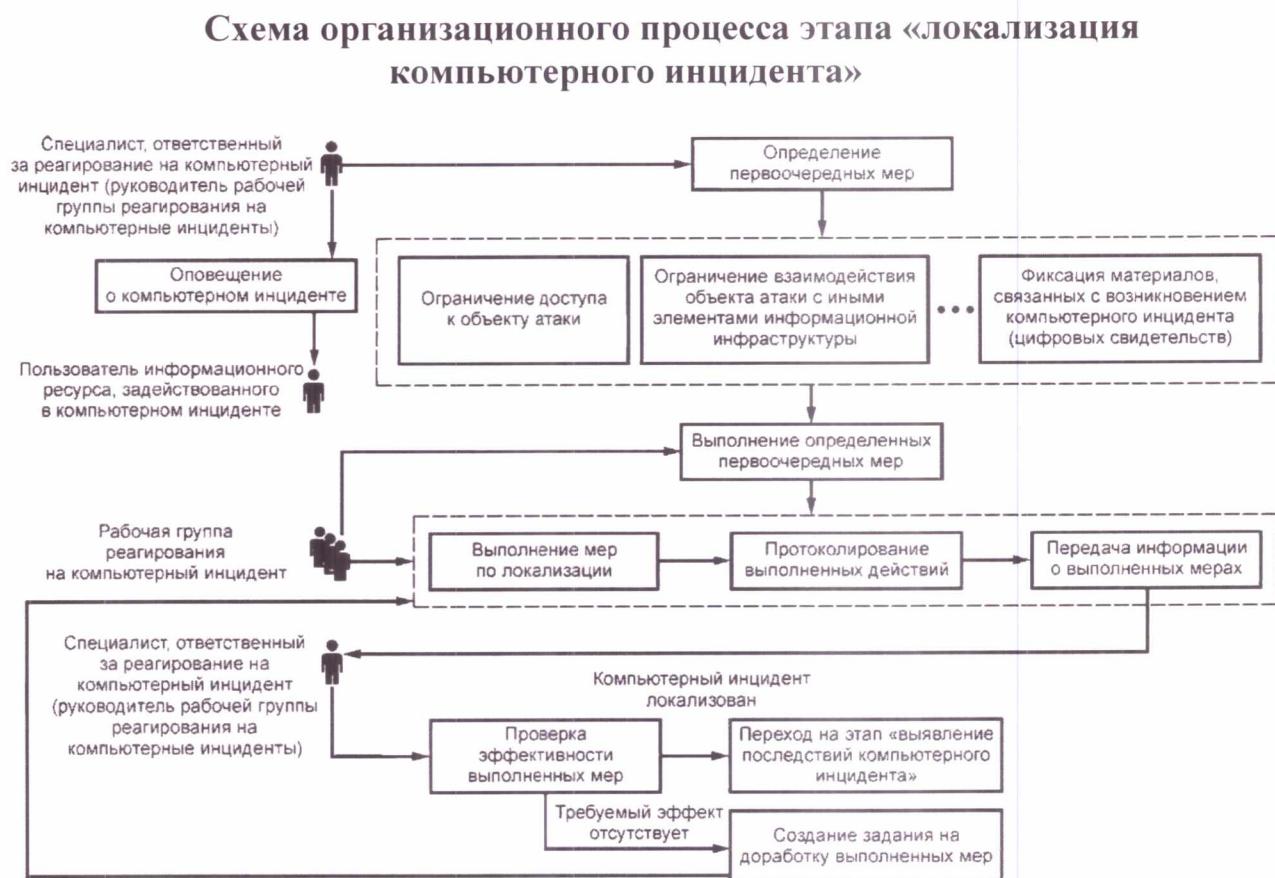 Схема организационного процесса этапа «локализация
компьютерного инцидента»
Специалист, ответственный
за реагирование на компьютерный
инцидент (руководитель рабочей
группы реагирования на
компьютерные инциденты)
Определение
первоочередных мер
Оповещение
о компьютерном инциденте
Ограничение доступа
к объекту атаки
Ограничение взаимодействия
объекта атаки с иными
элементами информационной
инфраструктуры
Фиксация материалов,
связанных с возникновением
компьютерного инцидента
(цифровых свидетельств)
Пользователь информационного
ресурса, задействованного
в компьютерном инциденте
Выполнение определенных
первоочередных мер
Рабочая группа
реагирования
на компьютерный инцидент
Выполнение мер
по локализации
Протоколирование
выполненных действий
Передача информации
о выполненных мерах
Специалист, ответственный
за реагирование на
компьютерный инцидент
(руководитель рабочей группы
реагирования на
компьютерные инциденты)
Компьютерный инцидент
локализован
Проверка
эффективности
выполненных мер
Переход на этап «выявление
последствий компьютерного
инцидента»
Требуемый эффект
отсутствует
Создание задания на
доработку выполненных мер